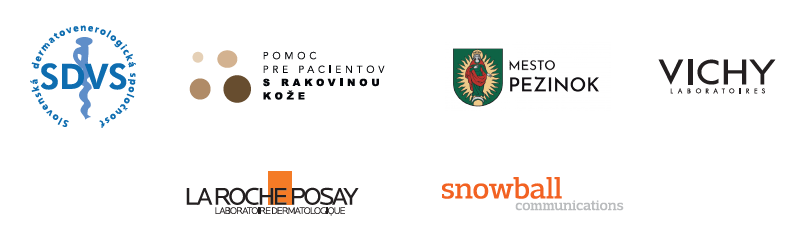 Slovenská dermatovenerologická spoločnosť
SDVS
POMOC
PRE PACIENTOV
S RAKOVINOU
KOŽE
MESTO
PEZINOK
VICHY
LABORATOIRES
LA ROCHE POSAY
LABORATOIRE DERMATOLOGIQUE
snowball
communications